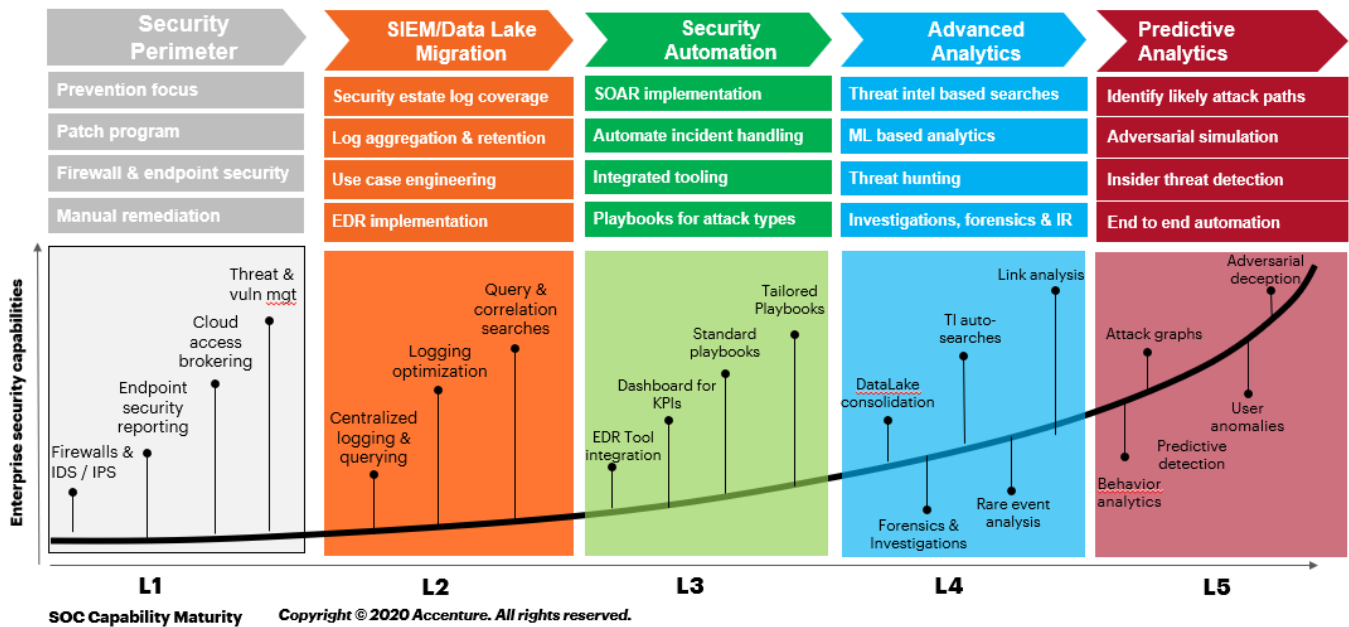 Security
Perimeter
SIEM/Data Lake
Migration
Security
Automation
Advanced
Analytics
Predictive
Analytics
Prevention focus
Patch program
Firewall & endpoint security
Manual remediation
Security estate log coverage
Log aggregation & retention
Use case engineering
EDR implementation
SOAR implementation
Automate incident handling
Integrated tooling
Playbooks for attack types
Threat intel based searches
ML based analytics
Threat hunting
Investigations, forensics & IR
Identify likely attack paths
Adversarial simulation
Insider threat detection
End to end automation
Enterprise security capabilities
Firewalls &
IDS / IPS
Endpoint
security
reporting
Cloud
access
brokering
Threat &
vuln mgt
Centralized
logging &
querying
Logging
optimization
Query &
correlation
searches
EDR Tool
integration
Dashboard for
KPIs
Standard
playbooks
Tailored
Playbooks
DataLake
consolidation
Forensics &
Investigations
TI auto-
searches
Rare event
analysis
Link analysis
Behavior
analytics
Attack graphs
Predictive
detection
User
anomalies
Adversarial
deception
L1
L2
L3
L4
L5
SOC Capability Maturity
Copyright © 2020 Accenture. All rights reserved.